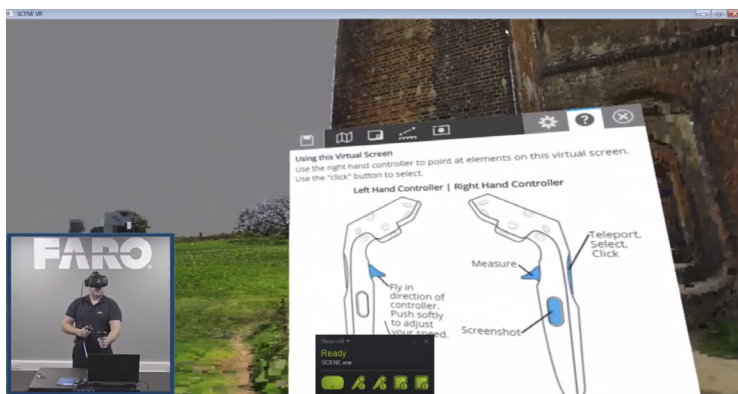 SCENE VR
Using this Virtual Screen
Use the right hand controller to point at elements on this virtual screen.
Use the "click" button to select.
Left Hand Controller | Right Hand Controller
Teleport,
Select,
Click
Measure
Fly in
direction of
controller.
Push softly
to adjust
your speed.
Screenshot
FARO
SteamVR
Ready
SCENE.exe